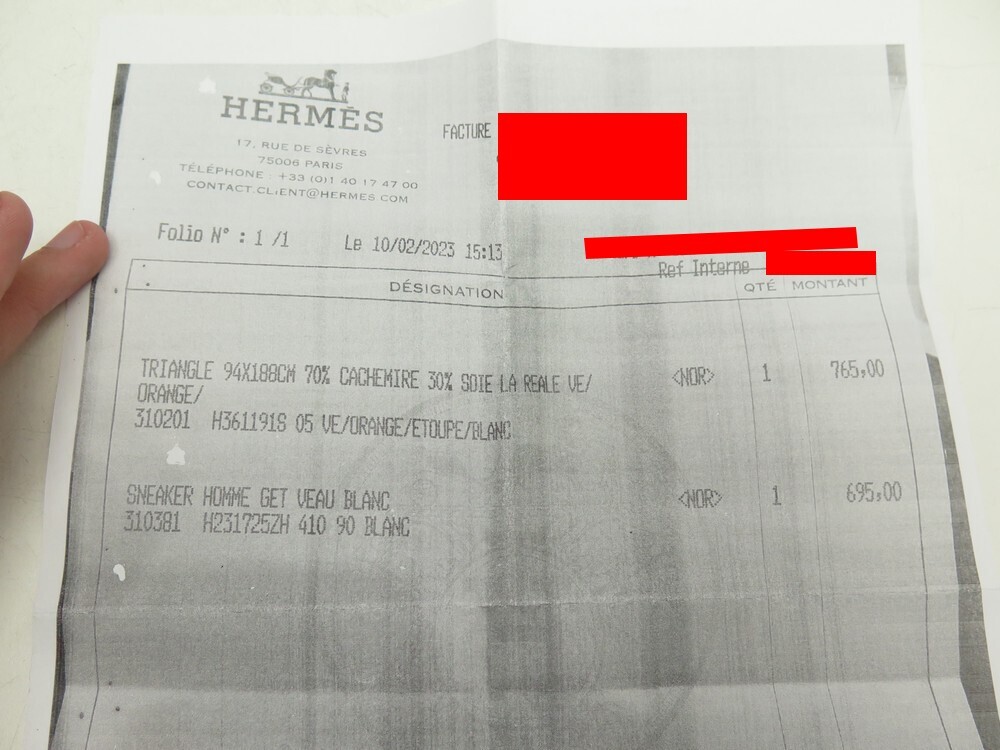 HERMÈS
17, RUE DE SÈVRES
75006 PARIS
TÉLÉPHONE : +33 (0)1 40 17 47 00
CONTACT.CLIENT@HERMES.COM
FACTURE
Folio N° : 1 /1 Le 10/02/2023 15:13
Ref Interne
DÉSIGNATION QTÉ MONTANT
TRIANGLE 94X188CM 70% CACHEMIRE 30% SOIE LA REALE VE/ <NOR> 1 765,00
ORANGE/
310201 H361191S 05 VE/ORANGE/ETOUPE/BLANC
SNEAKER HOMME GET VEAU BLANC <NOR> 1 695,00
310381 H231725ZH 410 90 BLANC